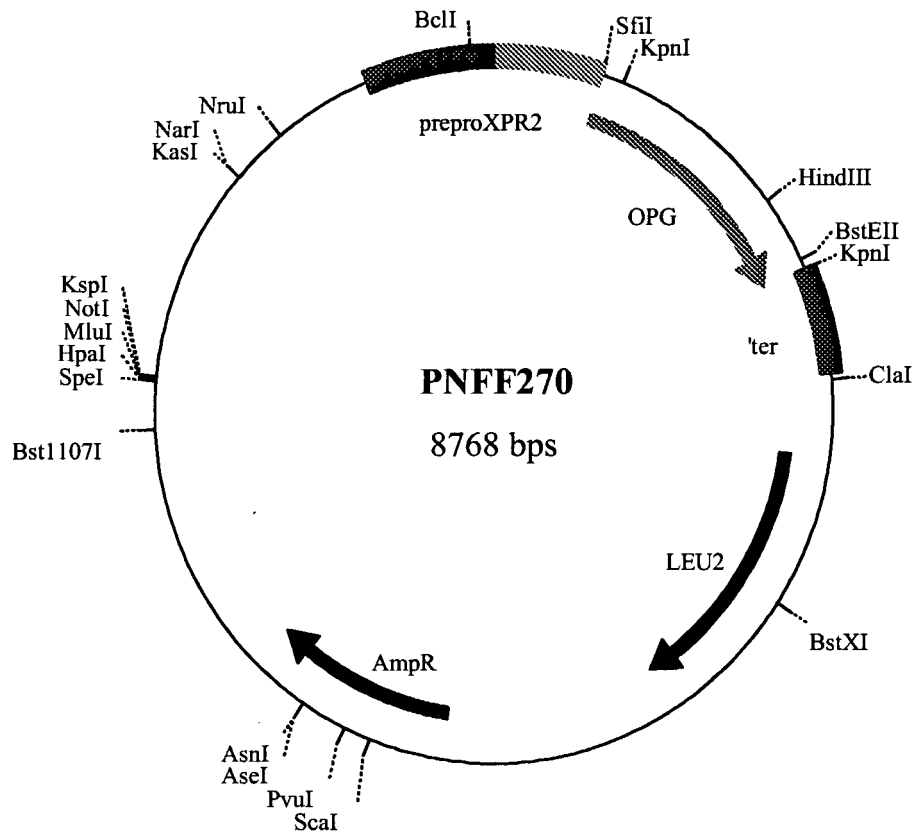 BclI
SfiI
KpnI
preproXPR2
NruI
NarI
KasI
HindIII
OPG
BstEII
KpnI
KspI
NotI
MluI
HpaI
SpeI
'ter
ClaI
PNFF270
8768 bps
Bst1107I
LEU2
BstXI
AmpR
AsnI
AseI
PvuI
ScaI